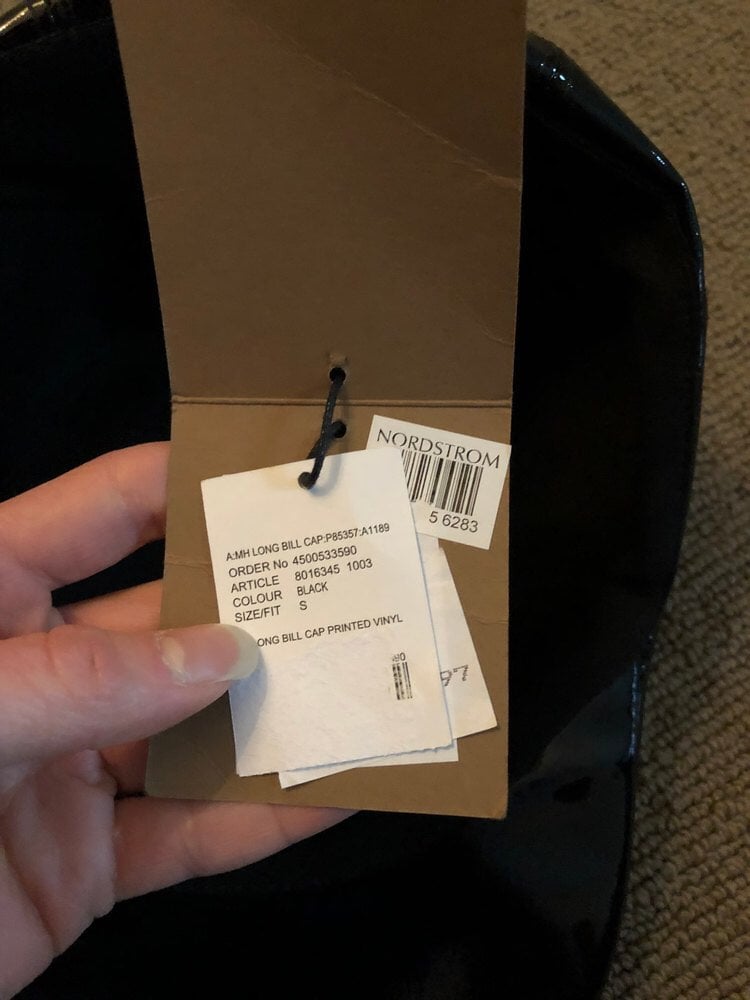 NORDSTROM
5 6283
A:MH LONG BILL CAP:P85357:A1189
ORDER No 4500533590
ARTICLE 8016345 1003
COLOUR BLACK
SIZE/FIT S
LONG BILL CAP PRINTED VINYL